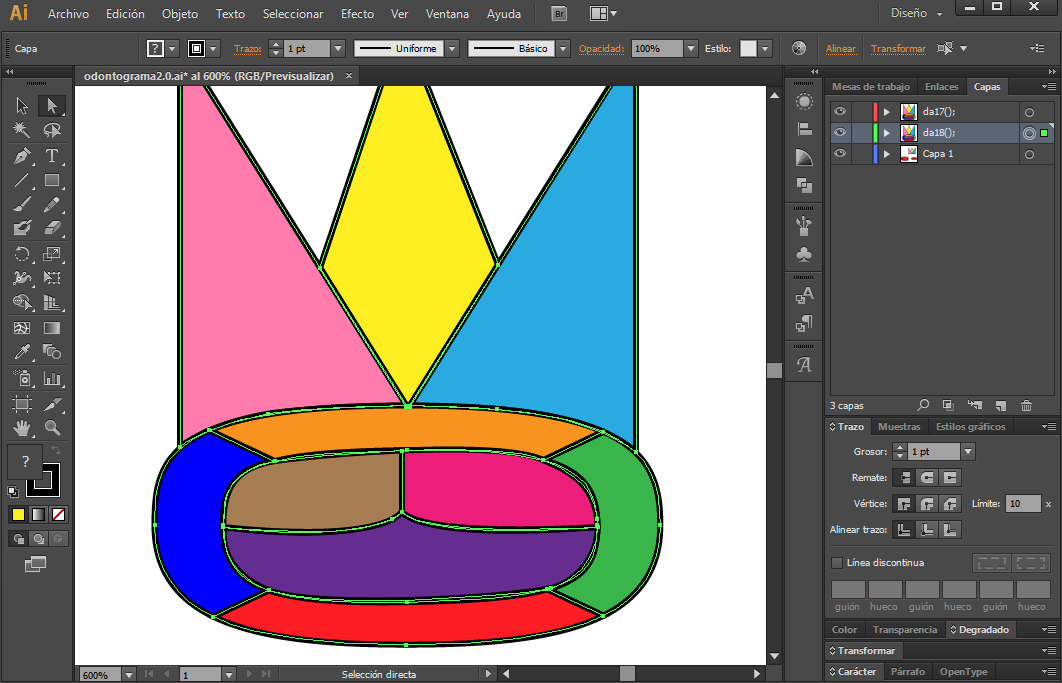 Ai Archivo Edición Objeto Texto Seleccionar Efecto Ver Ventana Ayuda Br Diseño
Capa ? Trazo: 1 pt Uniforme Básico Opacidad: 100% Estilo: Alinear Transformar
odontograma2.0.ai* al 600% (RGB/Previsualizar) ×
Mesas de trabajo Enlaces Capas
da17();
da18();
Capa 1
3 capas
Trazo Muestras Estilos gráficos
Grosor: 1 pt
Remate:
Vértice: Límite: 10 x
Alinear trazo:
Línea discontinua
guión hueco guión hueco guión hueco
Color Transparencia Degradado
Transformar
Carácter Párrafo OpenType
?
600% 1 Selección directa